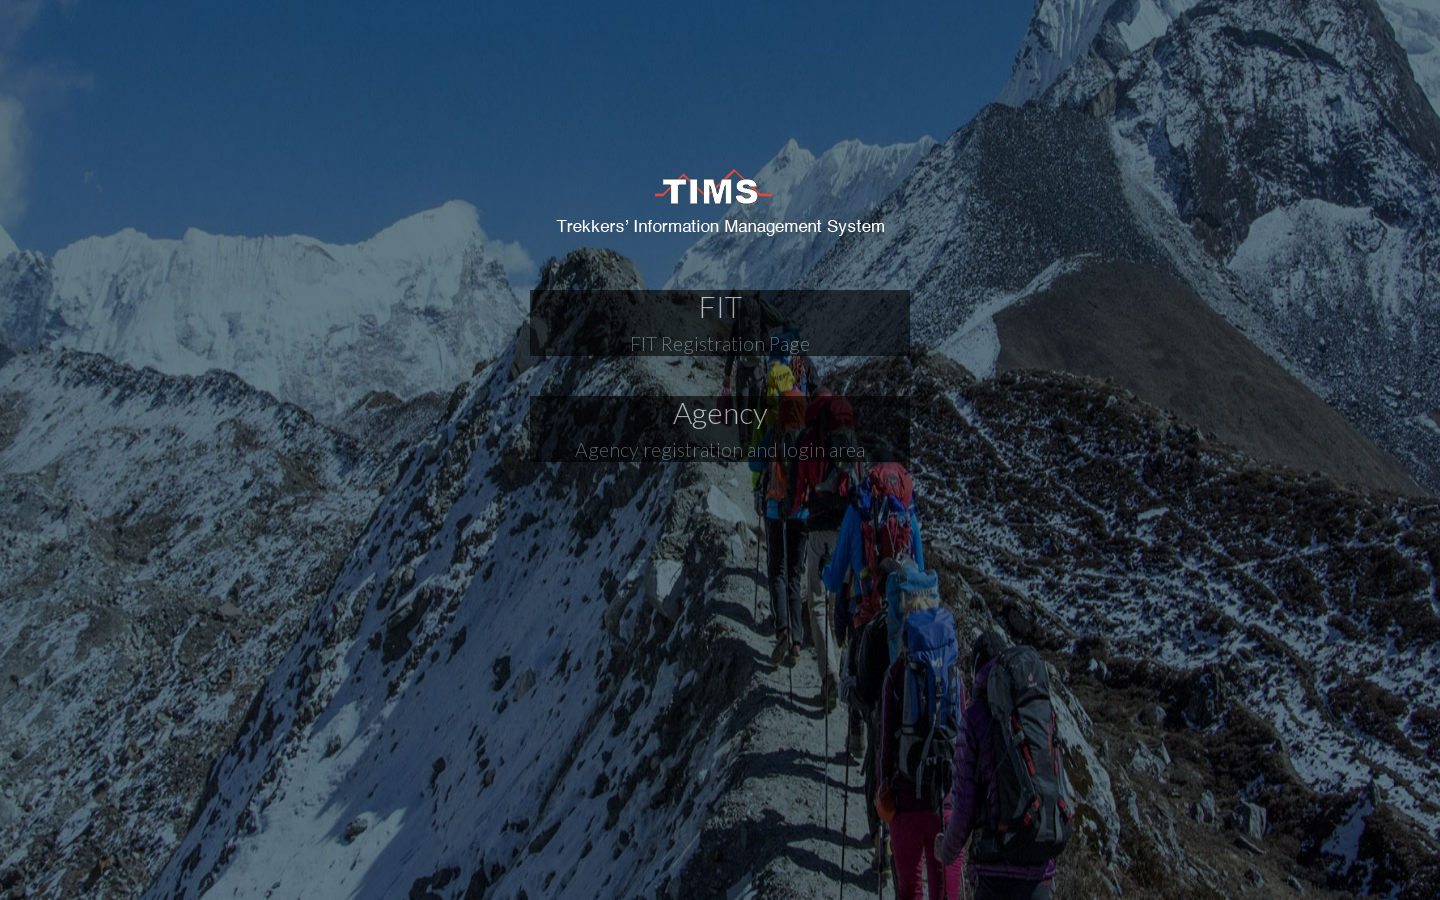 TIMS
Trekkers’ Information Management System
FIT
FIT Registration Page
Agency
Agency registration and login area